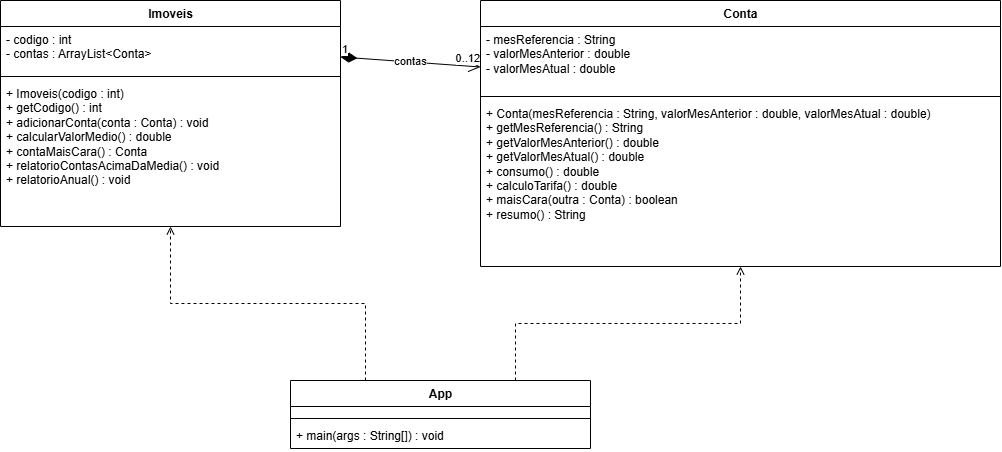 Imoveis
- codigo : int
- contas : ArrayList<Conta>
+ Imoveis(codigo : int)
+ getCodigo() : int
+ adicionarConta(conta : Conta) : void
+ calcularValorMedio() : double
+ contaMaisCara() : Conta
+ relatorioContasAcimaDaMedia() : void
+ relatorioAnual() : void
1
contas
0..12
Conta
- mesReferencia : String
- valorMesAnterior : double
- valorMesAtual : double
+ Conta(mesReferencia : String, valorMesAnterior : double, valorMesAtual : double)
+ getMesReferencia() : String
+ getValorMesAnterior() : double
+ getValorMesAtual() : double
+ consumo() : double
+ calculoTarifa() : double
+ maisCara(outra : Conta) : boolean
+ resumo() : String
App
+ main(args : String[]) : void